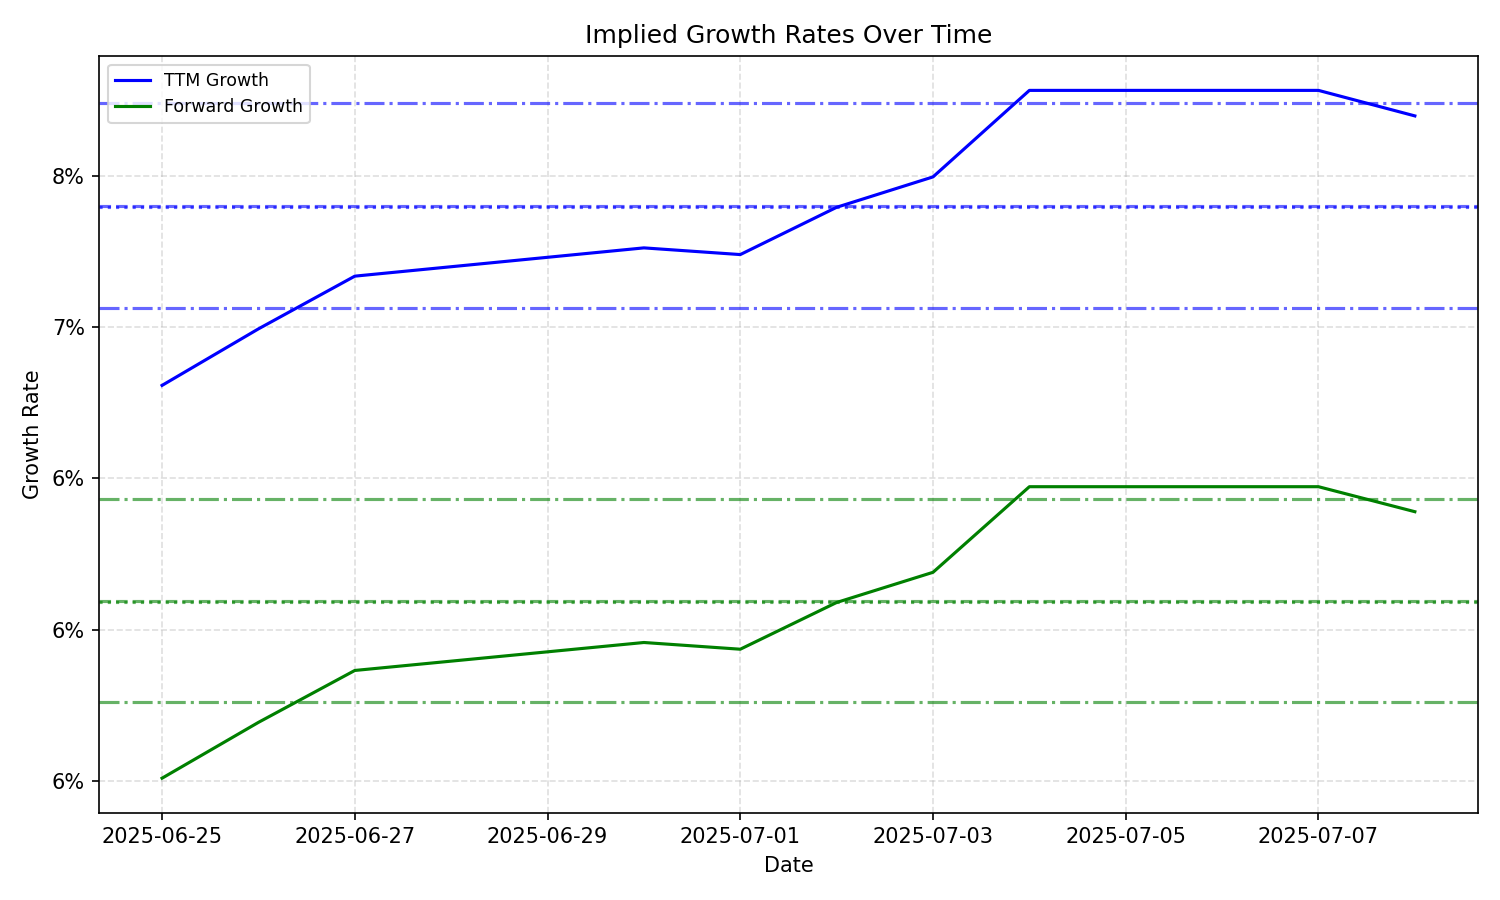 Implied Growth Rates Over Time
TTM Growth
Forward Growth
8%
7%
6%
6%
6%
Growth Rate
2025-06-25
2025-06-27
2025-06-29
2025-07-01
2025-07-03
2025-07-05
2025-07-07
Date